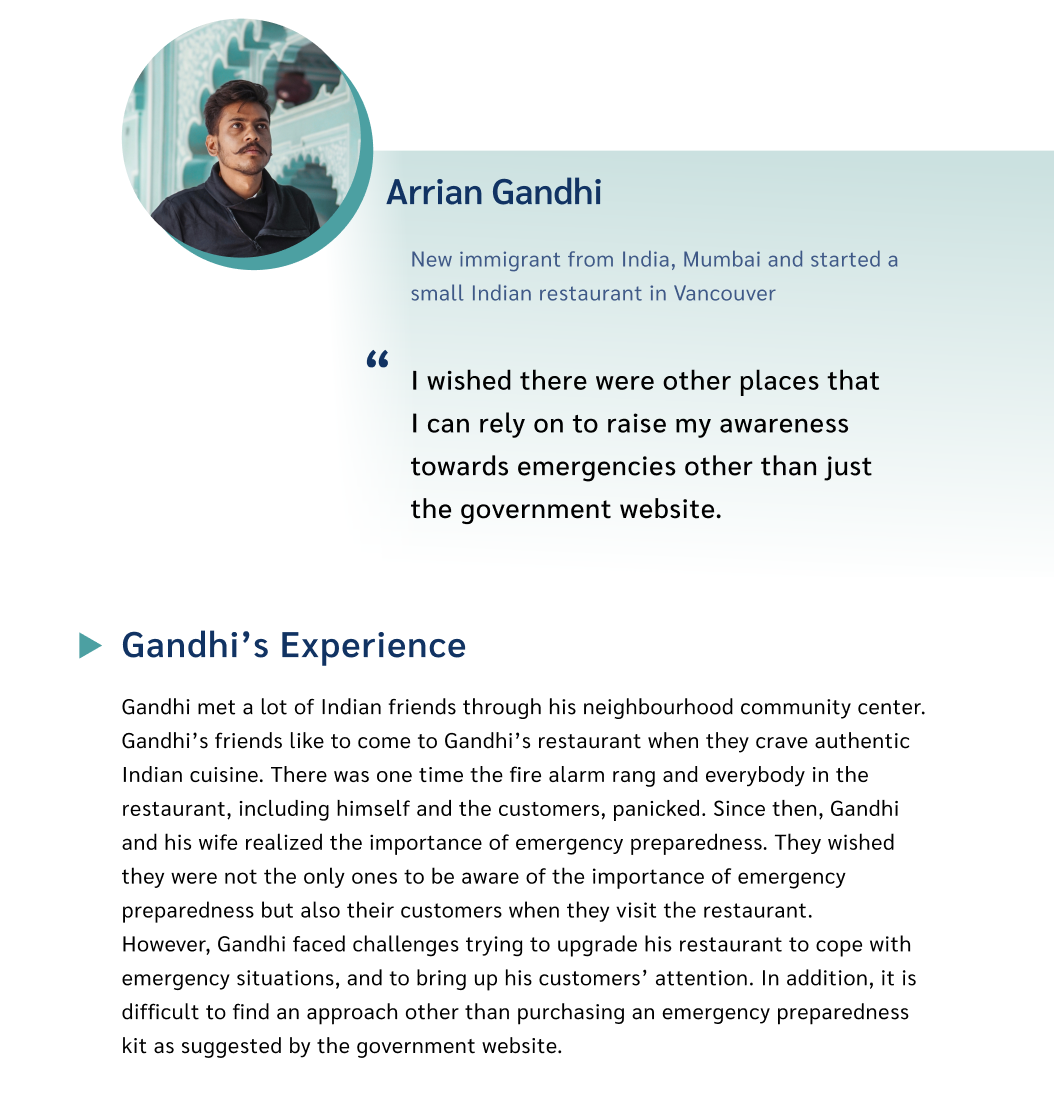 Arrian Gandhi
New immigrant from India, Mumbai and started a
small Indian restaurant in Vancouver
“
I wished there were other places that
I can rely on to raise my awareness
towards emergencies other than just
the government website.
Gandhi’s Experience
Gandhi met a lot of Indian friends through his neighbourhood community center.
Gandhi’s friends like to come to Gandhi’s restaurant when they crave authentic
Indian cuisine. There was one time the fire alarm rang and everybody in the
restaurant, including himself and the customers, panicked. Since then, Gandhi
and his wife realized the importance of emergency preparedness. They wished
they were not the only ones to be aware of the importance of emergency
preparedness but also their customers when they visit the restaurant.
However, Gandhi faced challenges trying to upgrade his restaurant to cope with
emergency situations, and to bring up his customers’ attention. In addition, it is
difficult to find an approach other than purchasing an emergency preparedness
kit as suggested by the government website.